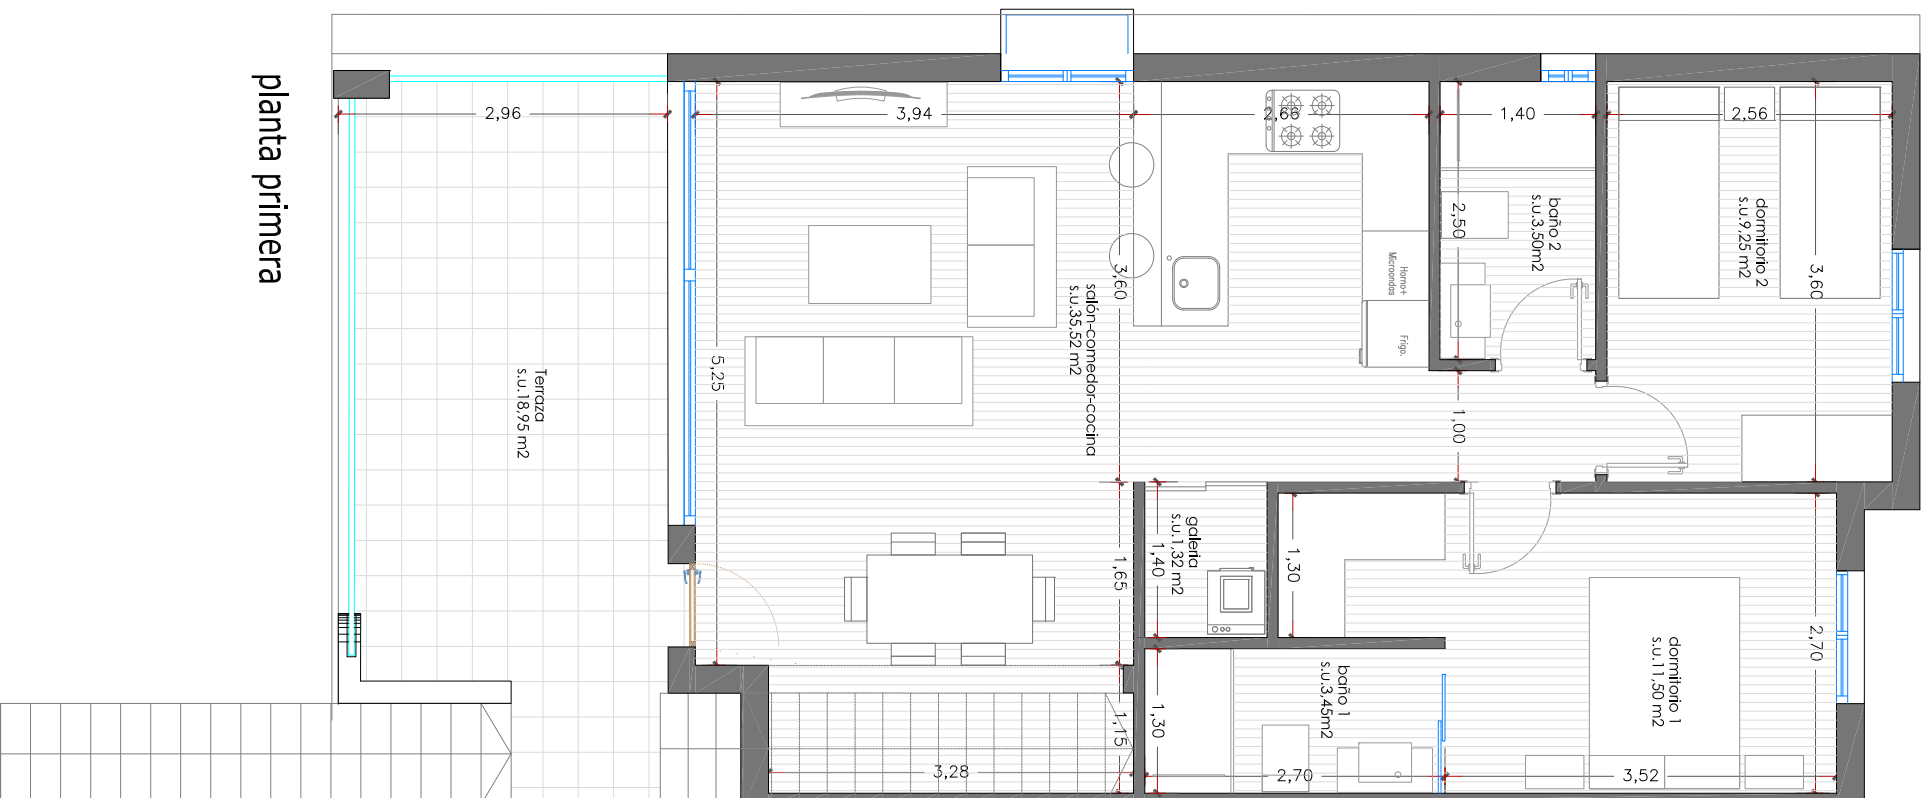 planta primera
2,96
3,94
2,66
1,40
2,56
2,50
baño 2
s.u.3,50m2
dormitorio 2
s.u.9,25 m2
3,60
3,60
Horno+
Microondas
Frigo.
salón-comedor-cocina
s.u.35,52 m2
5,25
Terraza
s.u.18,95 m2
1,00
galeria
s.u.1,32 m2
1,40
1,65
1,30
2,70
dormitorio 1
s.u.11,50 m2
baño 1
s.u.3,45m2
1,30
1,15
3,28
2,70
3,52